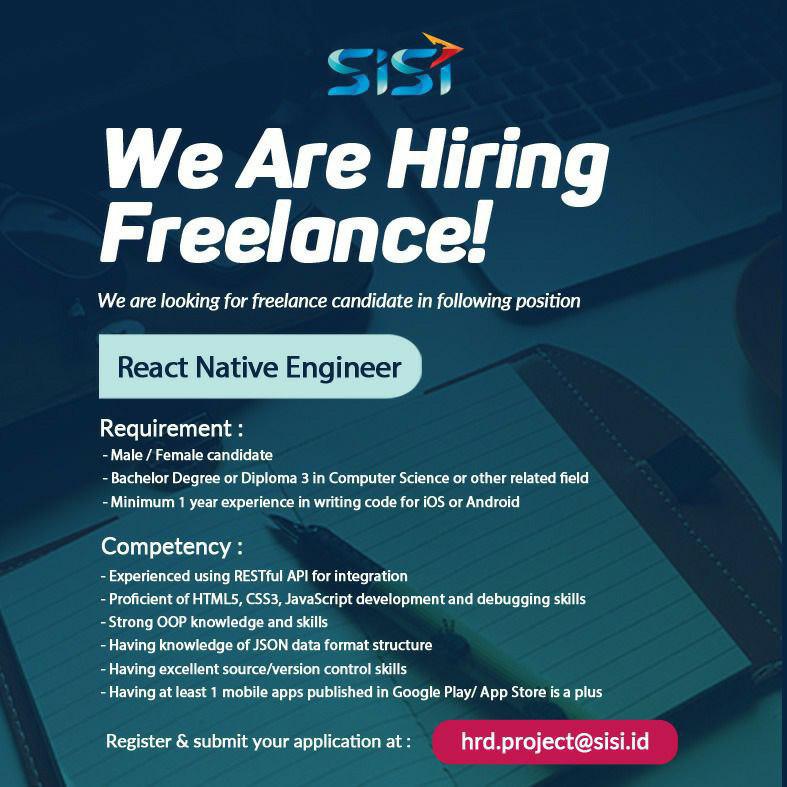 SiSi
We Are Hiring
Freelance!
We are looking for freelance candidate in following position
React Native Engineer
Requirement :
- Male / Female candidate
- Bachelor Degree or Diploma 3 in Computer Science or other related field
- Minimum 1 year experience in writing code for iOS or Android
Competency :
- Experienced using RESTful API for integration
- Proficient of HTML5, CSS3, JavaScript development and debugging skills
- Strong OOP knowledge and skills
- Having knowledge of JSON data format structure
- Having excellent source/version control skills
- Having at least 1 mobile apps published in Google Play/ App Store is a plus
Register & submit your application at :
hrd.project@sisi.id